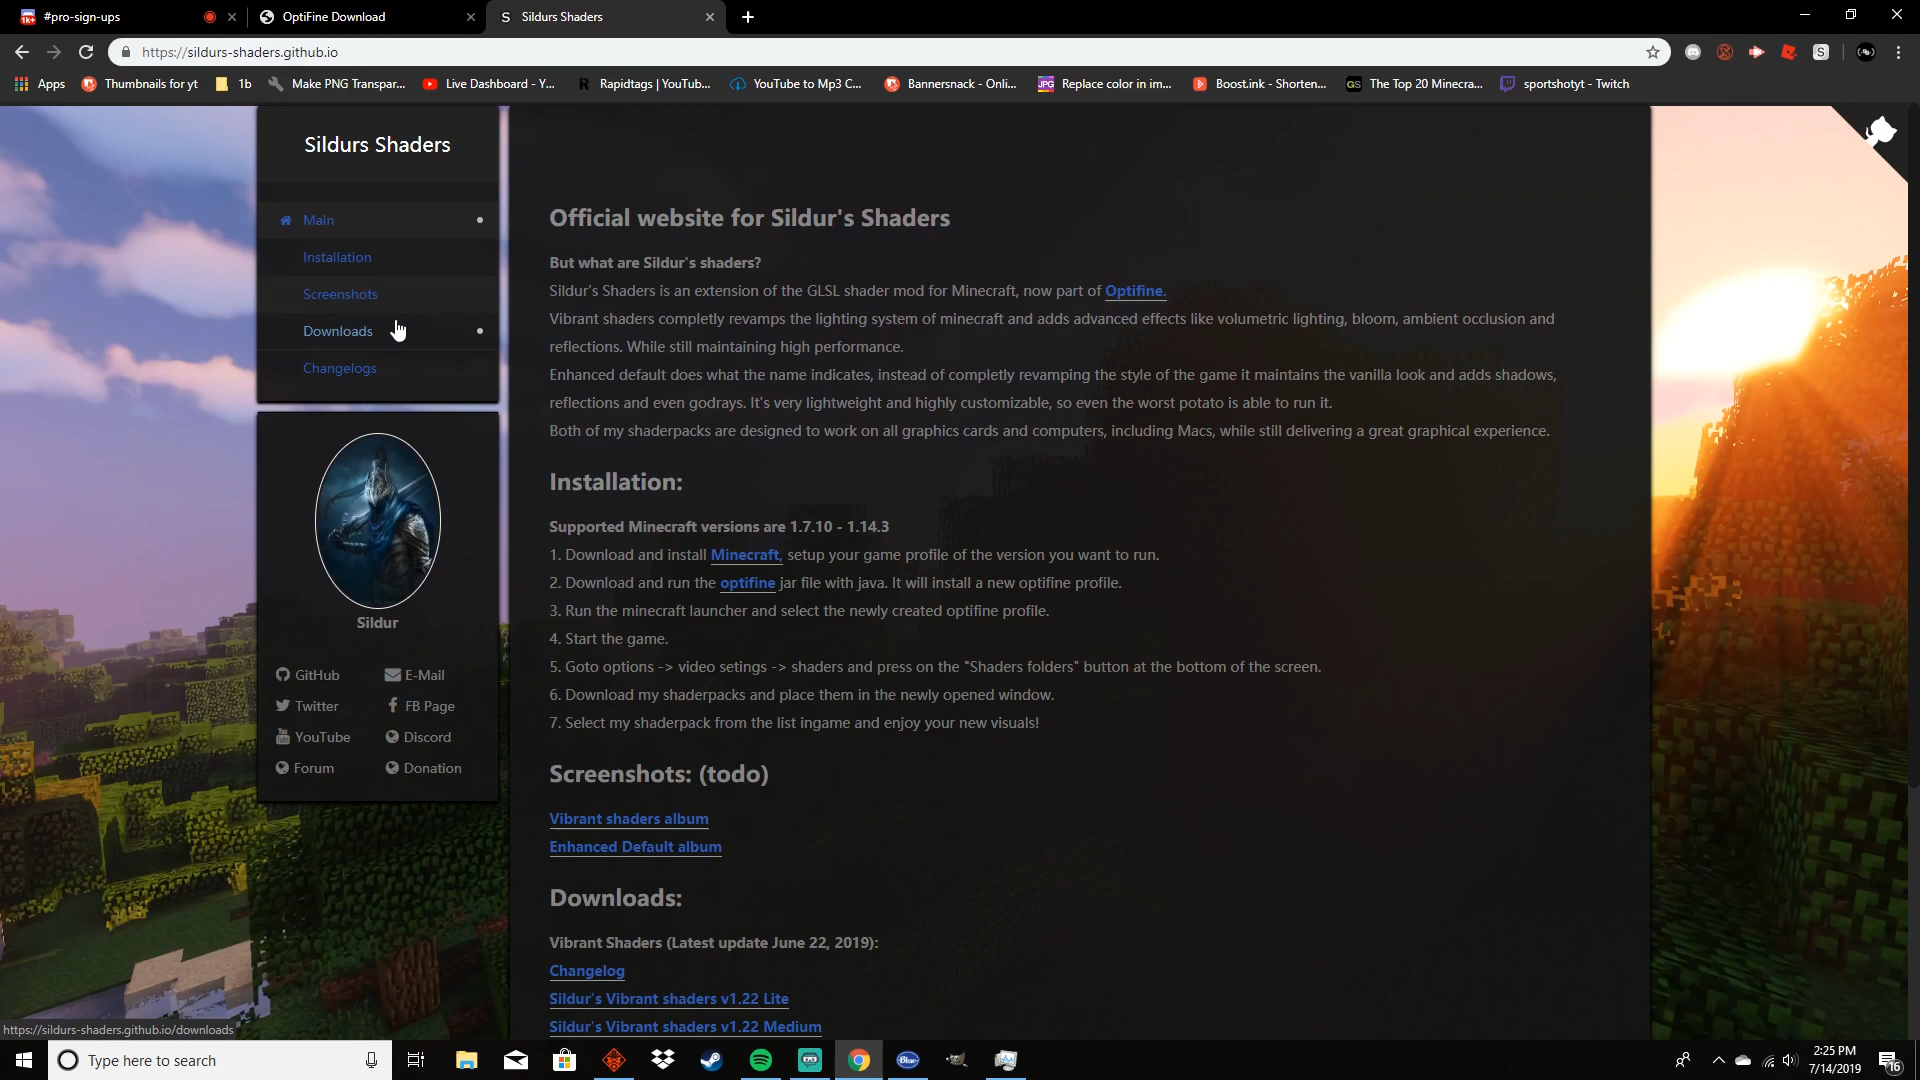 #pro-sign-ups
OptiFine Download
Sildurs Shaders
https://sildurs-shaders.github.io
Apps
Thumbnails for yt
1b
Make PNG Transpar...
Live Dashboard - Y...
Rapidtags | YouTub...
YouTube to Mp3 C...
Bannersnack - Onli...
Replace color in im...
Boost.ink - Shorten...
The Top 20 Minecra...
sportshotyt - Twitch
Sildurs Shaders
Main
Installation
Screenshots
Downloads
Changelogs
Sildur
GitHub
E-Mail
Twitter
FB Page
YouTube
Discord
Forum
Donation
Official website for Sildur's Shaders
But what are Sildur's shaders?
Sildur's Shaders is an extension of the GLSL shader mod for Minecraft, now part of Optifine.
Vibrant shaders completly revamps the lighting system of minecraft and adds advanced effects like volumetric lighting, bloom, ambient occlusion and
reflections. While still maintaining high performance.
Enhanced default does what the name indicates, instead of completly revamping the style of the game it maintains the vanilla look and adds shadows,
reflections and even godrays. It's very lightweight and highly customizable, so even the worst potato is able to run it.
Both of my shaderpacks are designed to work on all graphics cards and computers, including Macs, while still delivering a great graphical experience.
Installation:
Supported Minecraft versions are 1.7.10 - 1.14.3
1. Download and install Minecraft, setup your game profile of the version you want to run.
2. Download and run the optifine jar file with java. It will install a new optifine profile.
3. Run the minecraft launcher and select the newly created optifine profile.
4. Start the game.
5. Goto options -> video setings -> shaders and press on the "Shaders folders" button at the bottom of the screen.
6. Download my shaderpacks and place them in the newly opened window.
7. Select my shaderpack from the list ingame and enjoy your new visuals!
Screenshots: (todo)
Vibrant shaders album
Enhanced Default album
Downloads:
Vibrant Shaders (Latest update June 22, 2019):
Changelog
Sildur's Vibrant shaders v1.22 Lite
Sildur's Vibrant shaders v1.22 Medium
https://sildurs-shaders.github.io/downloads
Type here to search
2:25 PM
7/14/2019
16